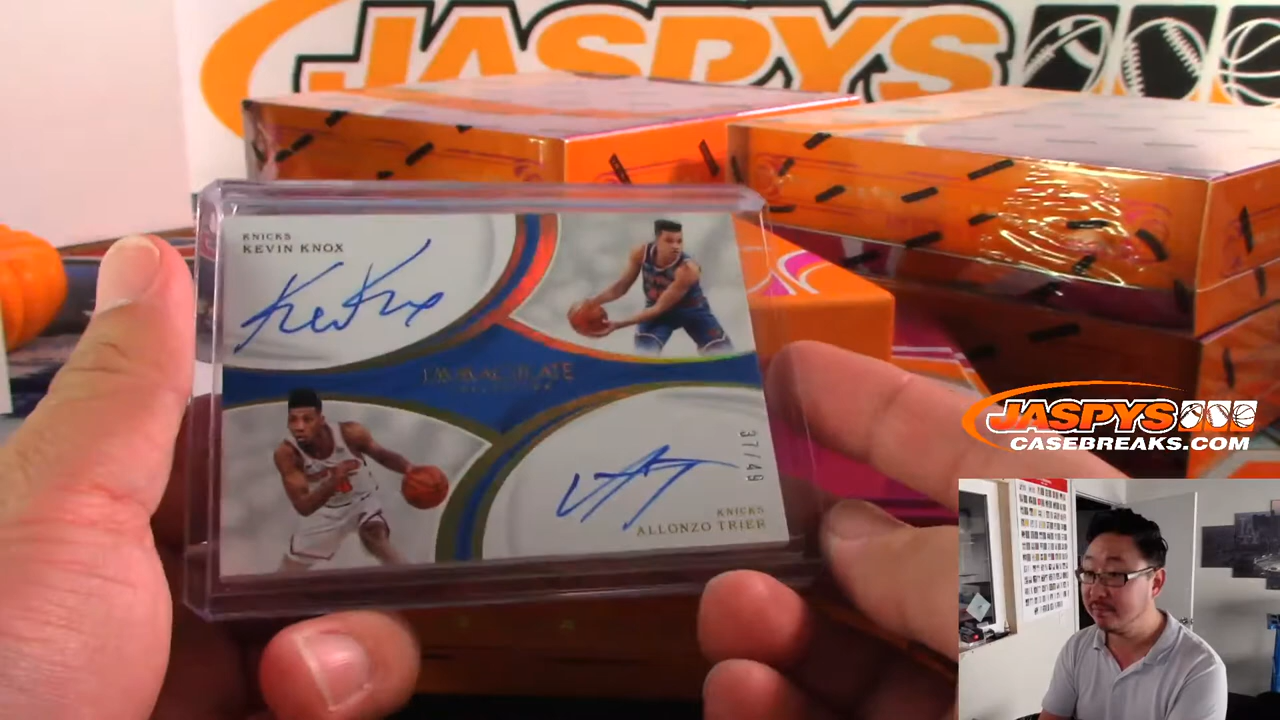 JASPYS
KNICKS
KEVIN KNOX
IMMACULATE
37/49
KNICKS
ALLONZO TRIER
JASPYS
CASEBREAKS.COM